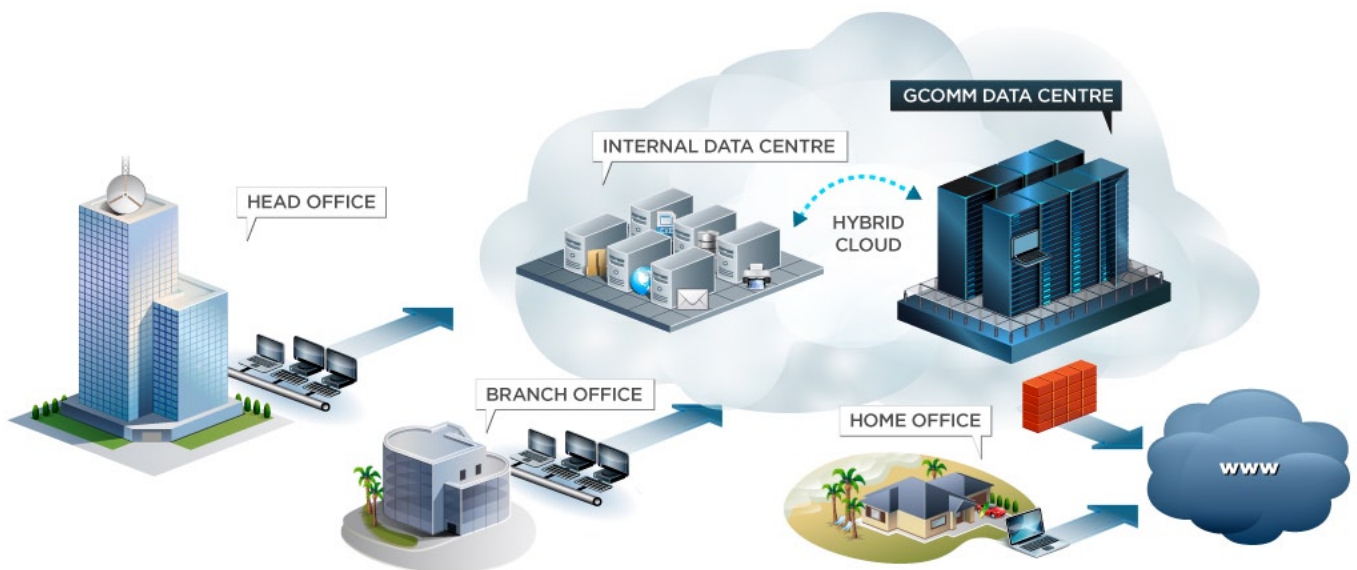 GCOMM DATA CENTRE
INTERNAL DATA CENTRE
HEAD OFFICE
HYBRID
CLOUD
BRANCH OFFICE
HOME OFFICE
www